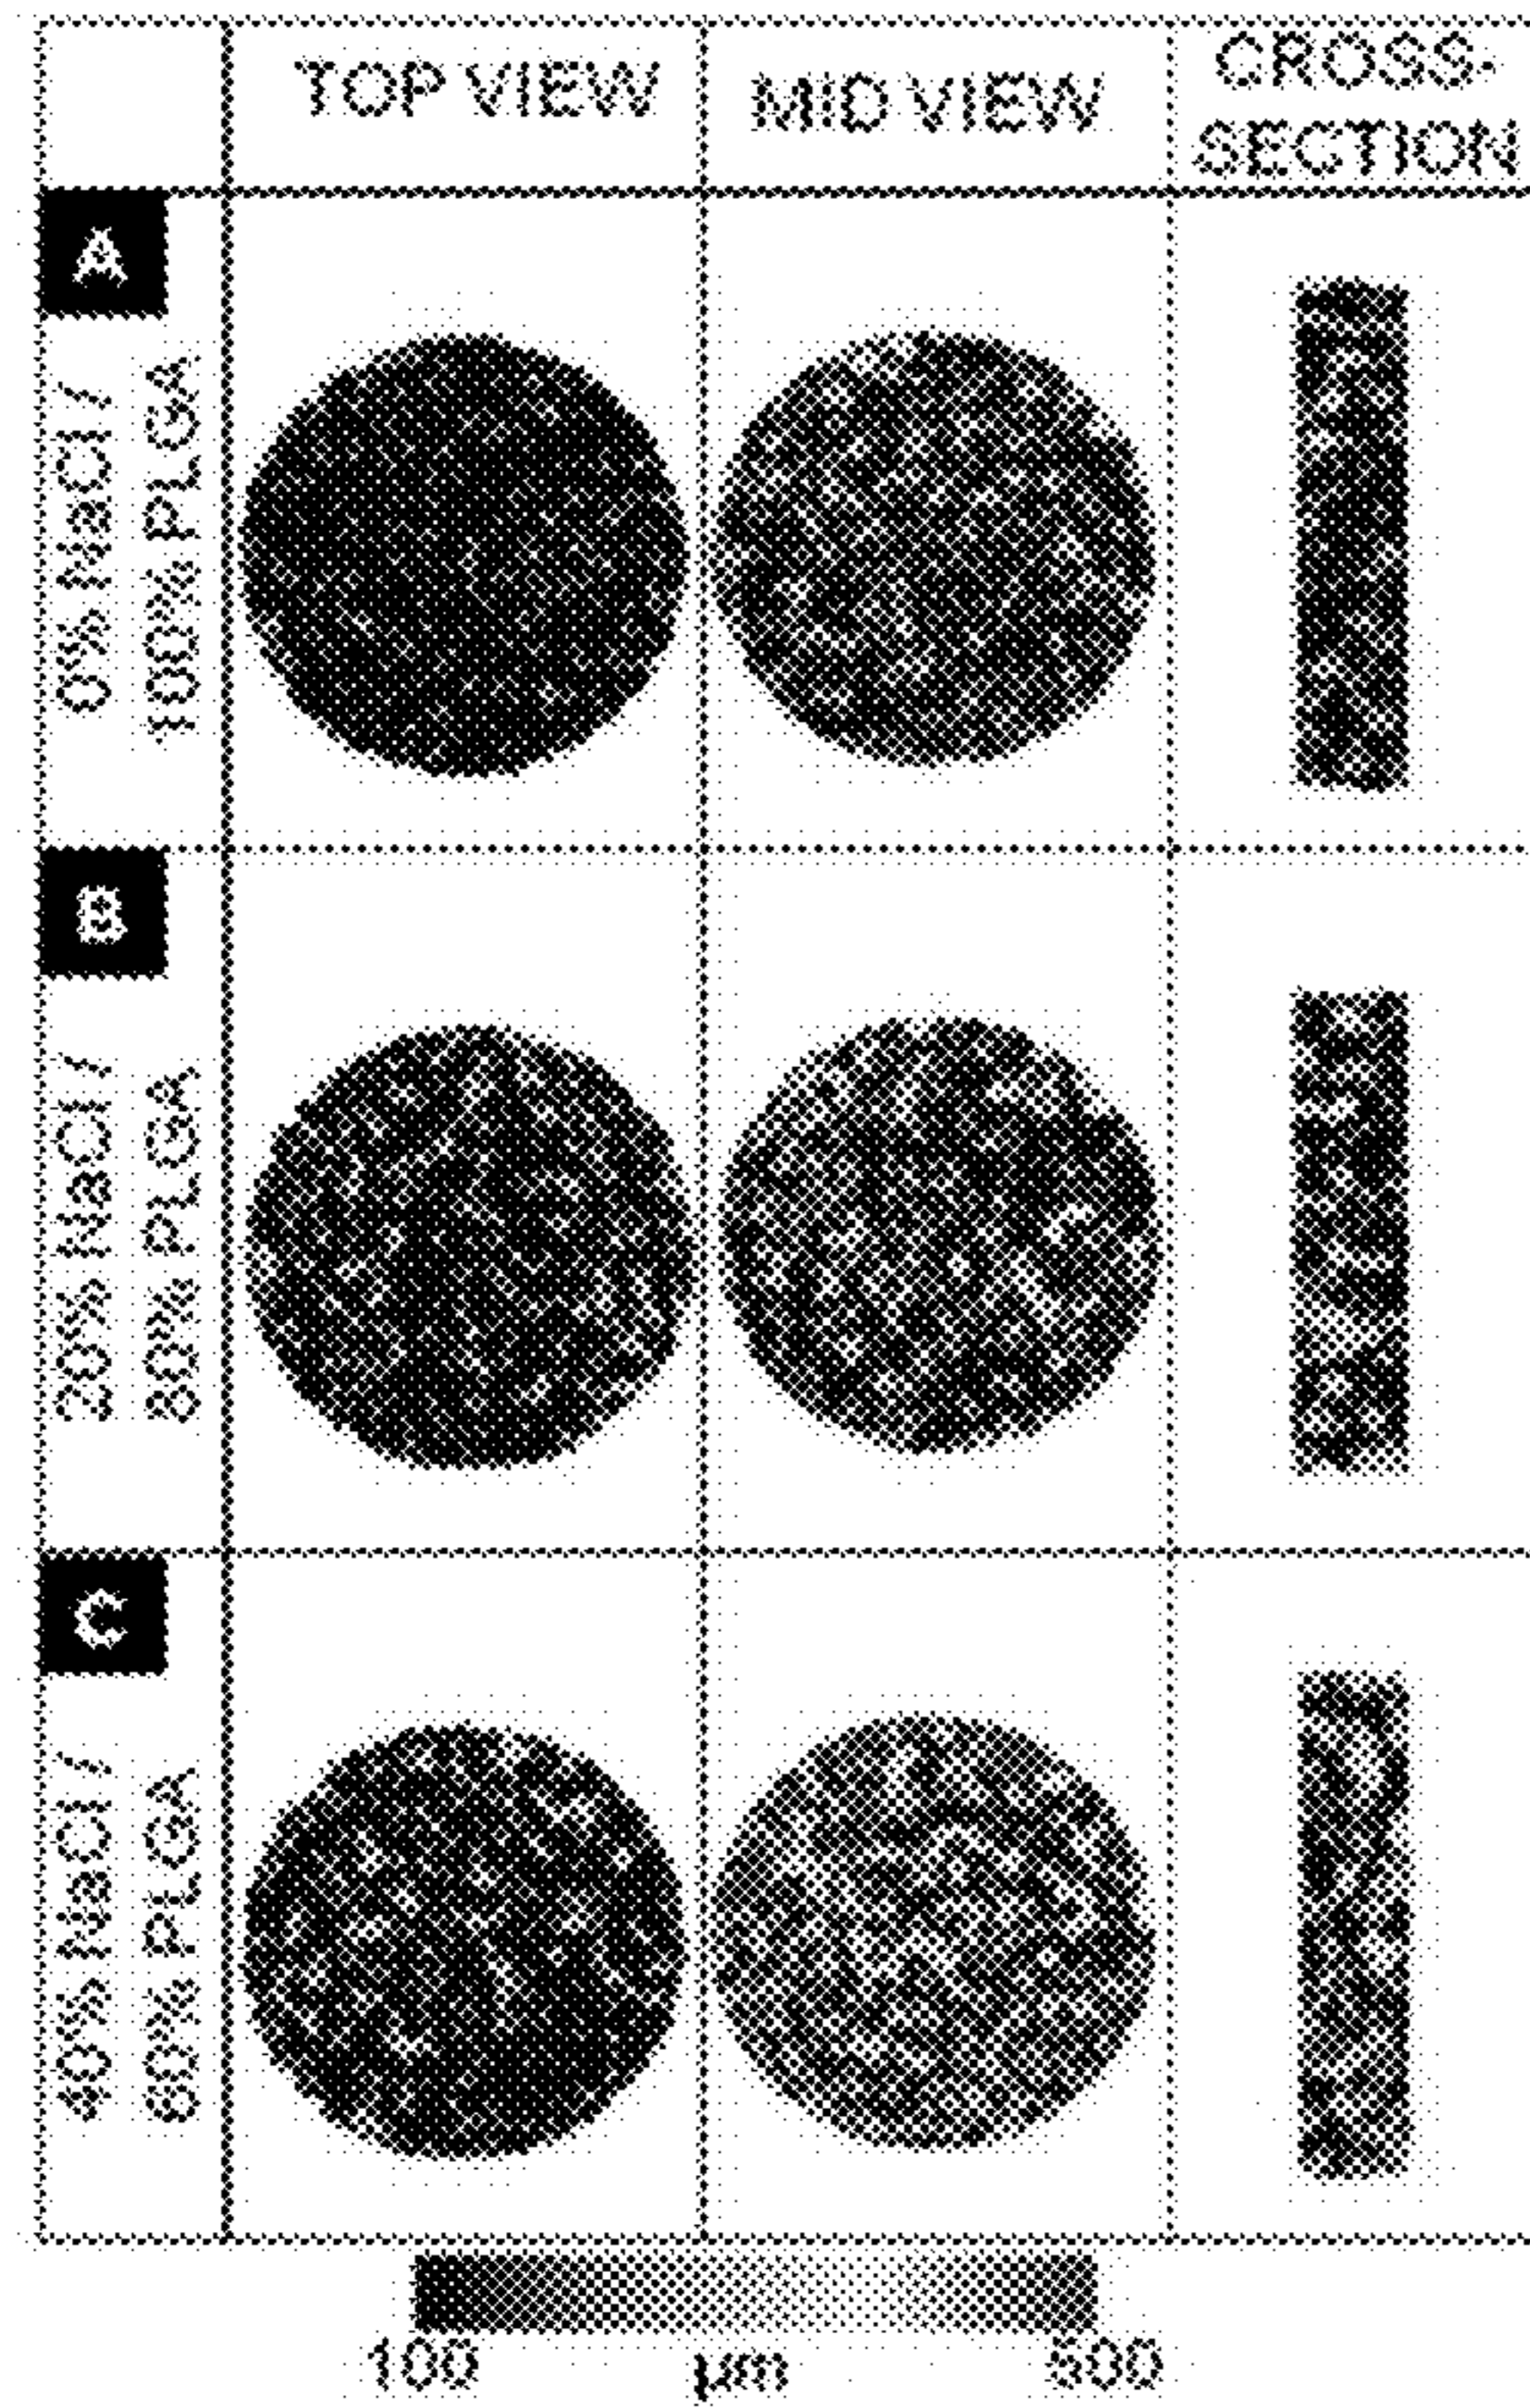 TOP VIEW
MID VIEW
CROSS-
SECTION
A
0% NaCl /
100% PLGA
B
20% NaCl /
80% PLGA
C
40% NaCl /
60% PLGA
100
µm